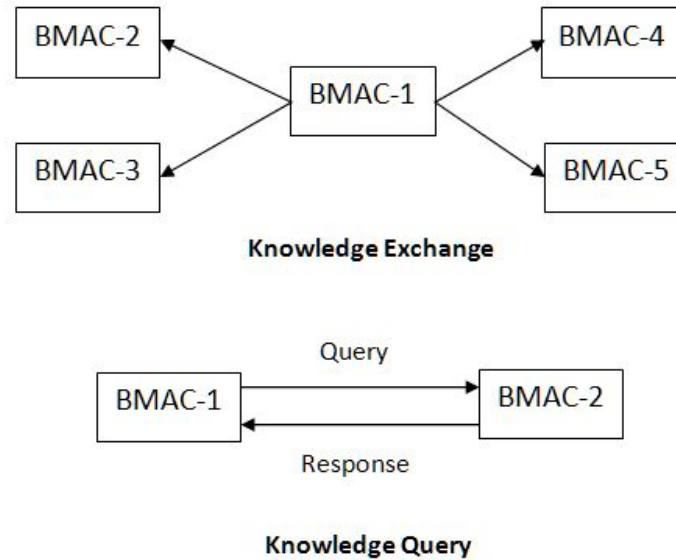 BMAC-2
BMAC-4
BMAC-1
BMAC-3
BMAC-5
Knowledge Exchange
Query
BMAC-1
BMAC-2
Response
Knowledge Query